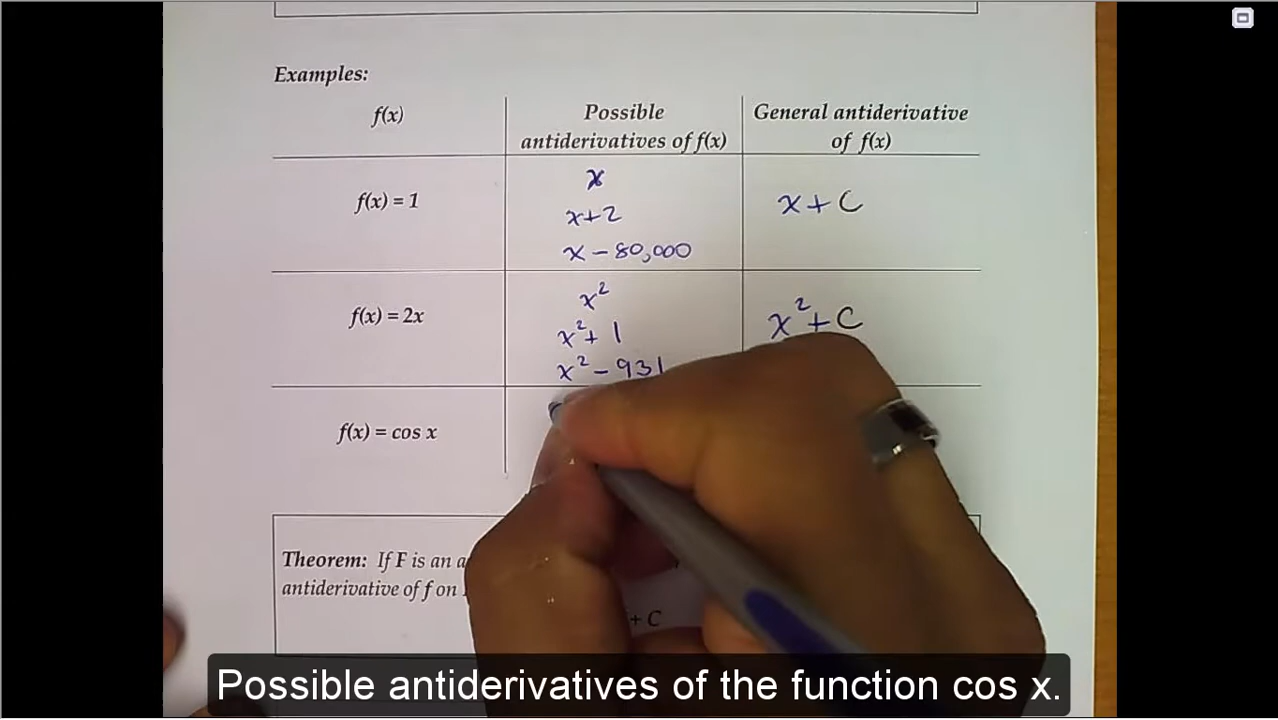 Examples:
f(x)
Possible antiderivatives of f(x)
General antiderivative of f(x)
f(x) = 1
x
x+2
x – 80,000
x + C
f(x) = 2x
x²
x² + 1
x² – 931
x² + C
f(x) = cos x
Theorem: If F is an a
antiderivative of f on
+ C
Possible antiderivatives of the function cos x.